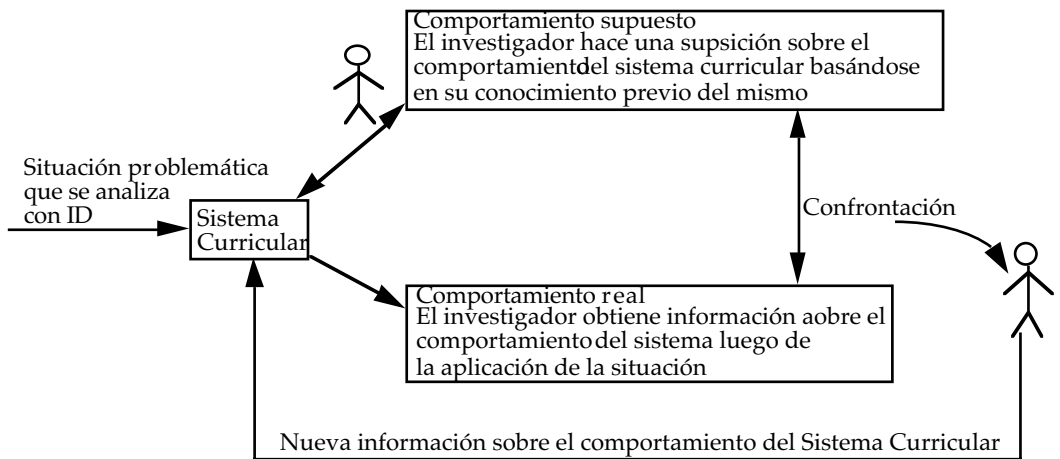 Comportamiento supuesto
El investigador hace una supsición sobre el
comportamientodel sistema curricular basándose
en su conocimiento previo del mismo
Situación problemática
que se analiza
con ID
Sistema
Curricular
Confrontación
Comportamiento real
El investigador obtiene información aobre el
comportamiento del sistema luego de
la aplicación de la situación
Nueva información sobre el comportamiento del Sistema Curricular